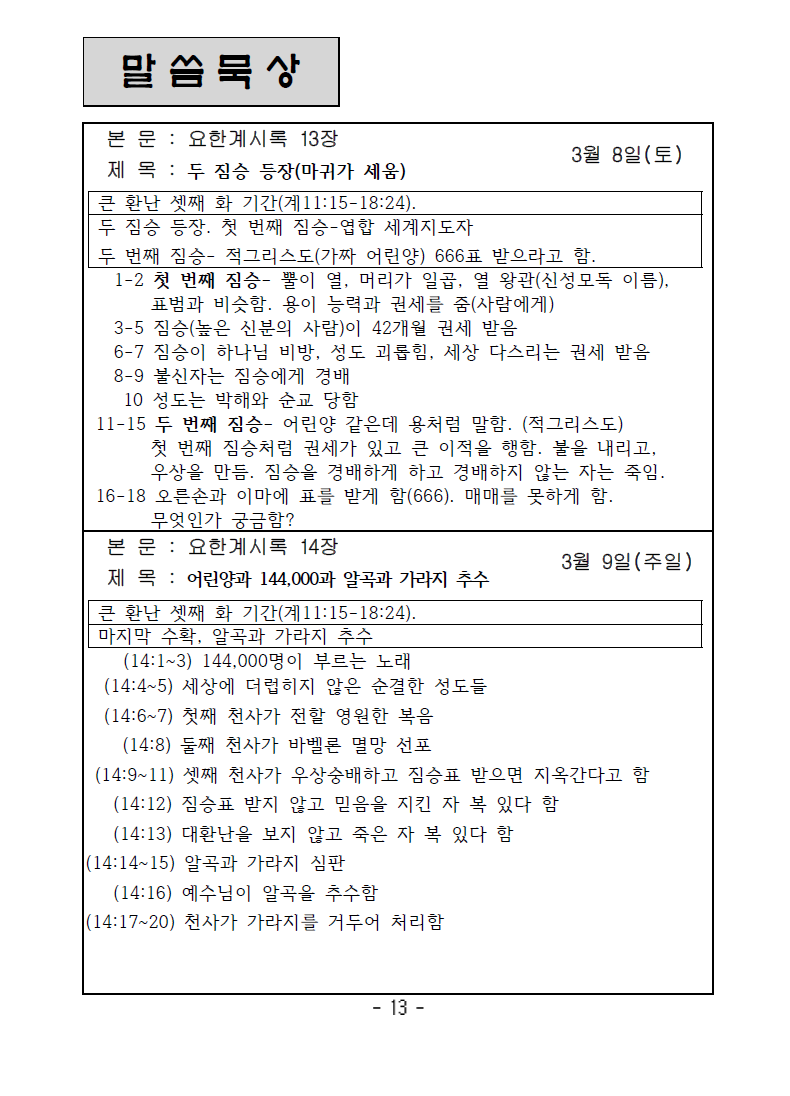 말씀묵상
본 문 : 요한계시록 13장
3월 8일(토)
제 목 : 두 짐승 등장(마귀가 세움)
큰 환난 셋째 화 기간(계11:15-18:24).
두 짐승 등장. 첫 번째 짐승-엽합 세계지도자
두 번째 짐승- 적그리스도(가짜 어린양) 666표 받으라고 함.
1-2 첫 번째 짐승- 뿔이 열, 머리가 일곱, 열 왕관(신성모독 이름),
표범과 비슷함. 용이 능력과 권세를 줌(사람에게)
3-5 짐승(높은 신분의 사람)이 42개월 권세 받음
6-7 짐승이 하나님 비방, 성도 괴롭힘, 세상 다스리는 권세 받음
8-9 불신자는 짐승에게 경배
10 성도는 박해와 순교 당함
11-15 두 번째 짐승- 어린양 같은데 용처럼 말함. (적그리스도)
첫 번째 짐승처럼 권세가 있고 큰 이적을 행함. 불을 내리고,
우상을 만듬. 짐승을 경배하게 하고 경배하지 않는 자는 죽임.
16-18 오른손과 이마에 표를 받게 함(666). 매매를 못하게 함.
무엇인가 궁금함?
본 문 : 요한계시록 14장
3월 9일(주일)
제 목 : 어린양과 144,000과 알곡과 가라지 추수
큰 환난 셋째 화 기간(계11:15-18:24).
마지막 수확, 알곡과 가라지 추수
(14:1~3) 144,000명이 부르는 노래
(14:4~5) 세상에 더럽히지 않은 순결한 성도들
(14:6~7) 첫째 천사가 전할 영원한 복음
(14:8) 둘째 천사가 바벨론 멸망 선포
(14:9~11) 셋째 천사가 우상숭배하고 짐승표 받으면 지옥간다고 함
(14:12) 짐승표 받지 않고 믿음을 지킨 자 복 있다 함
(14:13) 대환난을 보지 않고 죽은 자 복 있다 함
(14:14~15) 알곡과 가라지 심판
(14:16) 예수님이 알곡을 추수함
(14:17~20) 천사가 가라지를 거두어 처리함
- 13 -